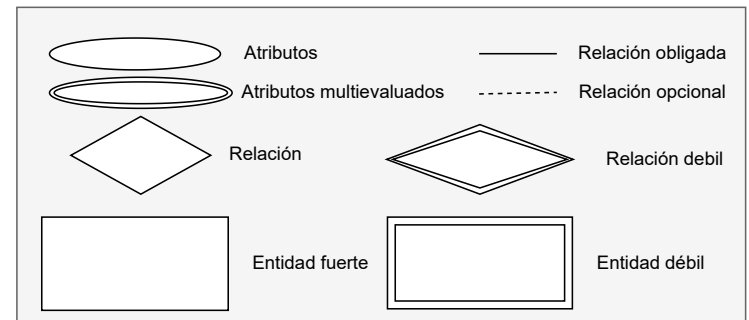 Atributos
Relación obligada
Atributos multievaluados
Relación opcional
Relación
Relación debil
Entidad fuerte
Entidad débil